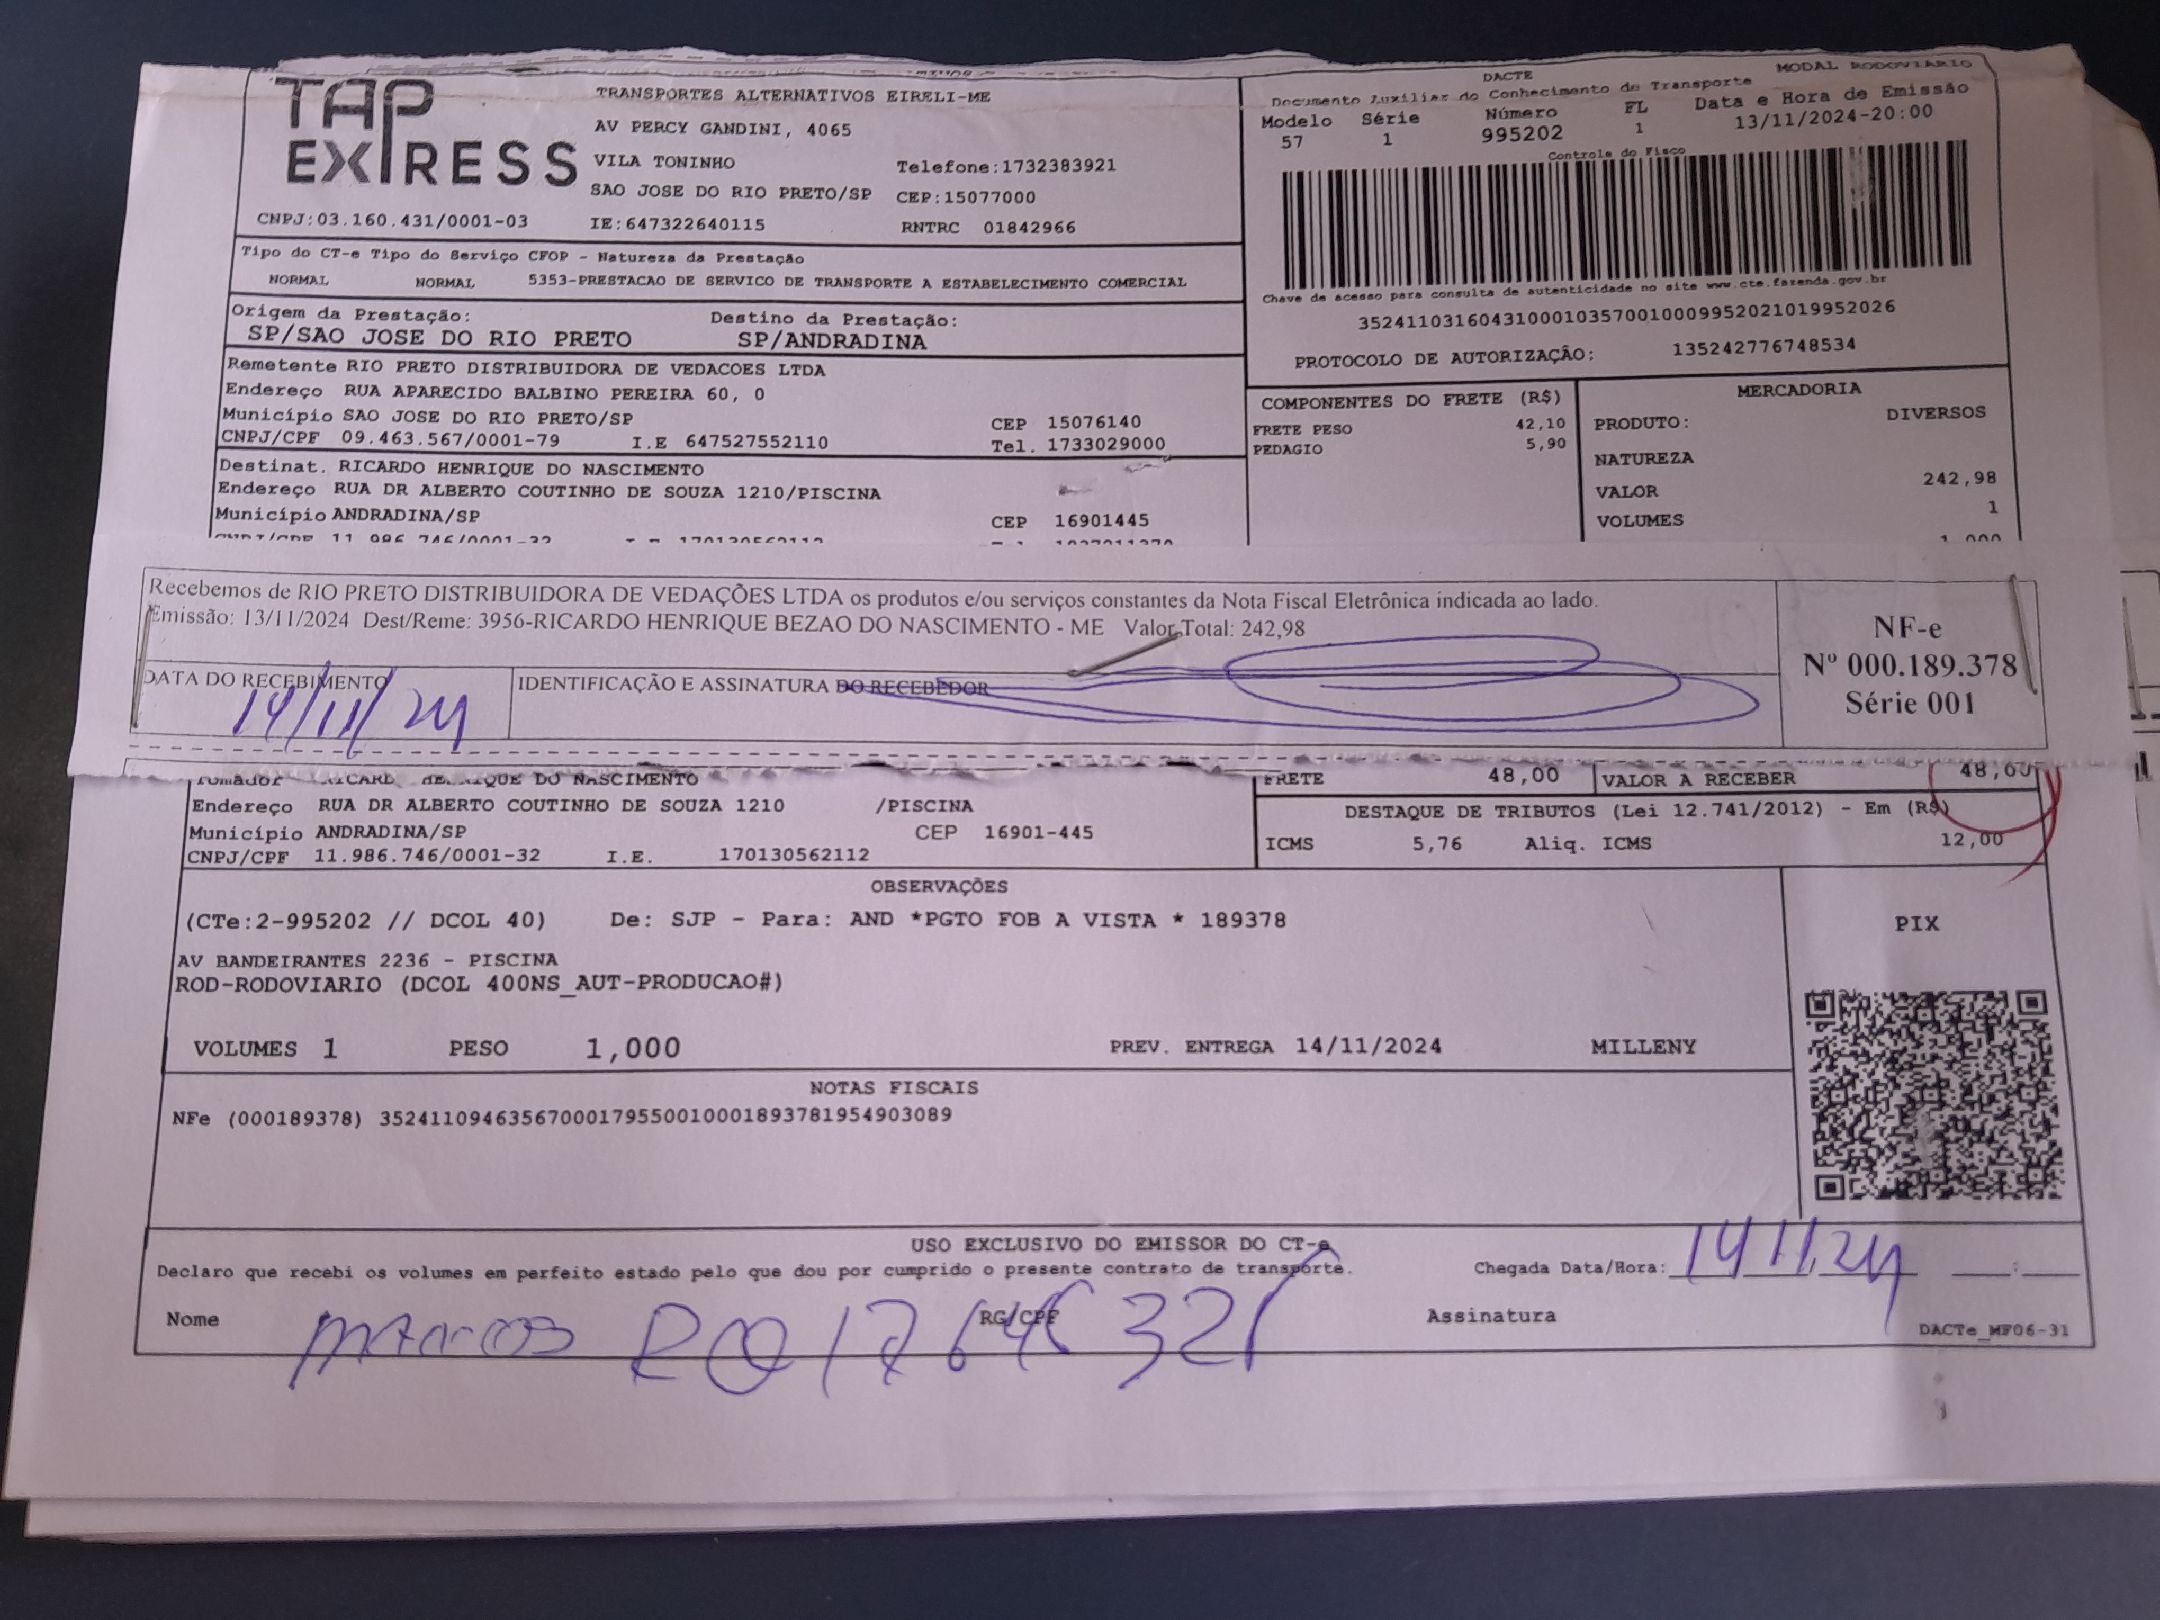 TAP EXPRESS
TRANSPORTES ALTERNATIVOS EIRELI-ME
AV PERCY GANDINI, 4065
VILA TONINHO Telefone:1732383921
SAO JOSE DO RIO PRETO/SP CEP:15077000
CNPJ:03.160.431/0001-03 IE:647322640115 RNTRC 01842966
DACTE MODAL RODOVIARIO
Documento Auxiliar do Conhecimento de Transporte
Modelo Série Número FL Data e Hora de Emissão
57 1 995202 1 13/11/2024-20:00
Controle do Fisco
Chave de acesso para consulta de autenticidade no site www.cte.fazenda.gov.br
35241103160431000103570010009952021019952026
PROTOCOLO DE AUTORIZAÇÃO: 135242776748534
Tipo do CT-e Tipo do Serviço CFOP - Natureza da Prestação
NORMAL NORMAL 5353-PRESTACAO DE SERVICO DE TRANSPORTE A ESTABELECIMENTO COMERCIAL
Origem da Prestação: Destino da Prestação:
SP/SAO JOSE DO RIO PRETO SP/ANDRADINA
Remetente RIO PRETO DISTRIBUIDORA DE VEDACOES LTDA
Endereço RUA APARECIDO BALBINO PEREIRA 60, 0
Município SAO JOSE DO RIO PRETO/SP CEP 15076140
CNPJ/CPF 09.463.567/0001-79 I.E 647527552110 Tel. 1733029000
Destinat. RICARDO HENRIQUE DO NASCIMENTO
Endereço RUA DR ALBERTO COUTINHO DE SOUZA 1210/PISCINA
Município ANDRADINA/SP CEP 16901445
CNPJ/CPF 11.986.746/0001-32 170130562112
COMPONENTES DO FRETE (R$)
FRETE PESO 42,10
PEDAGIO 5,90
MERCADORIA
PRODUTO: DIVERSOS
NATUREZA
VALOR 242,98
VOLUMES 1
1,000
Recebemos de RIO PRETO DISTRIBUIDORA DE VEDAÇÕES LTDA os produtos e/ou serviços constantes da Nota Fiscal Eletrônica indicada ao lado.
Emissão: 13/11/2024 Dest/Reme: 3956-RICARDO HENRIQUE BEZAO DO NASCIMENTO - ME Valor Total: 242,98
DATA DO RECEBIMENTO IDENTIFICAÇÃO E ASSINATURA DO RECEBEDOR
14/11/24
NF-e
Nº 000.189.378
Série 001
Tomador RICARDO HENRIQUE DO NASCIMENTO
Endereço RUA DR ALBERTO COUTINHO DE SOUZA 1210 /PISCINA
Município ANDRADINA/SP CEP 16901-445
CNPJ/CPF 11.986.746/0001-32 I.E. 170130562112
FRETE 48,00 VALOR A RECEBER 48,00
DESTAQUE DE TRIBUTOS (Lei 12.741/2012) - Em (R$)
ICMS 5,76 Aliq. ICMS 12,00
OBSERVAÇÕES
(CTe:2-995202 // DCOL 40) De: SJP - Para: AND *PGTO FOB A VISTA * 189378
AV BANDEIRANTES 2236 - PISCINA
ROD-RODOVIARIO (DCOL 400NS_AUT-PRODUCAO#)
VOLUMES 1 PESO 1,000 PREV. ENTREGA 14/11/2024 MILLENY
PIX
NOTAS FISCAIS
NFe (000189378) 35241109463567000179550010001893781954903089
USO EXCLUSIVO DO EMISSOR DO CT-e
Declaro que recebi os volumes em perfeito estado pelo que dou por cumprido o presente contrato de transporte. Chegada Data/Hora: 14 11 24
Nome Marcos RG/CPF Assinatura
DACTe_MF06-31